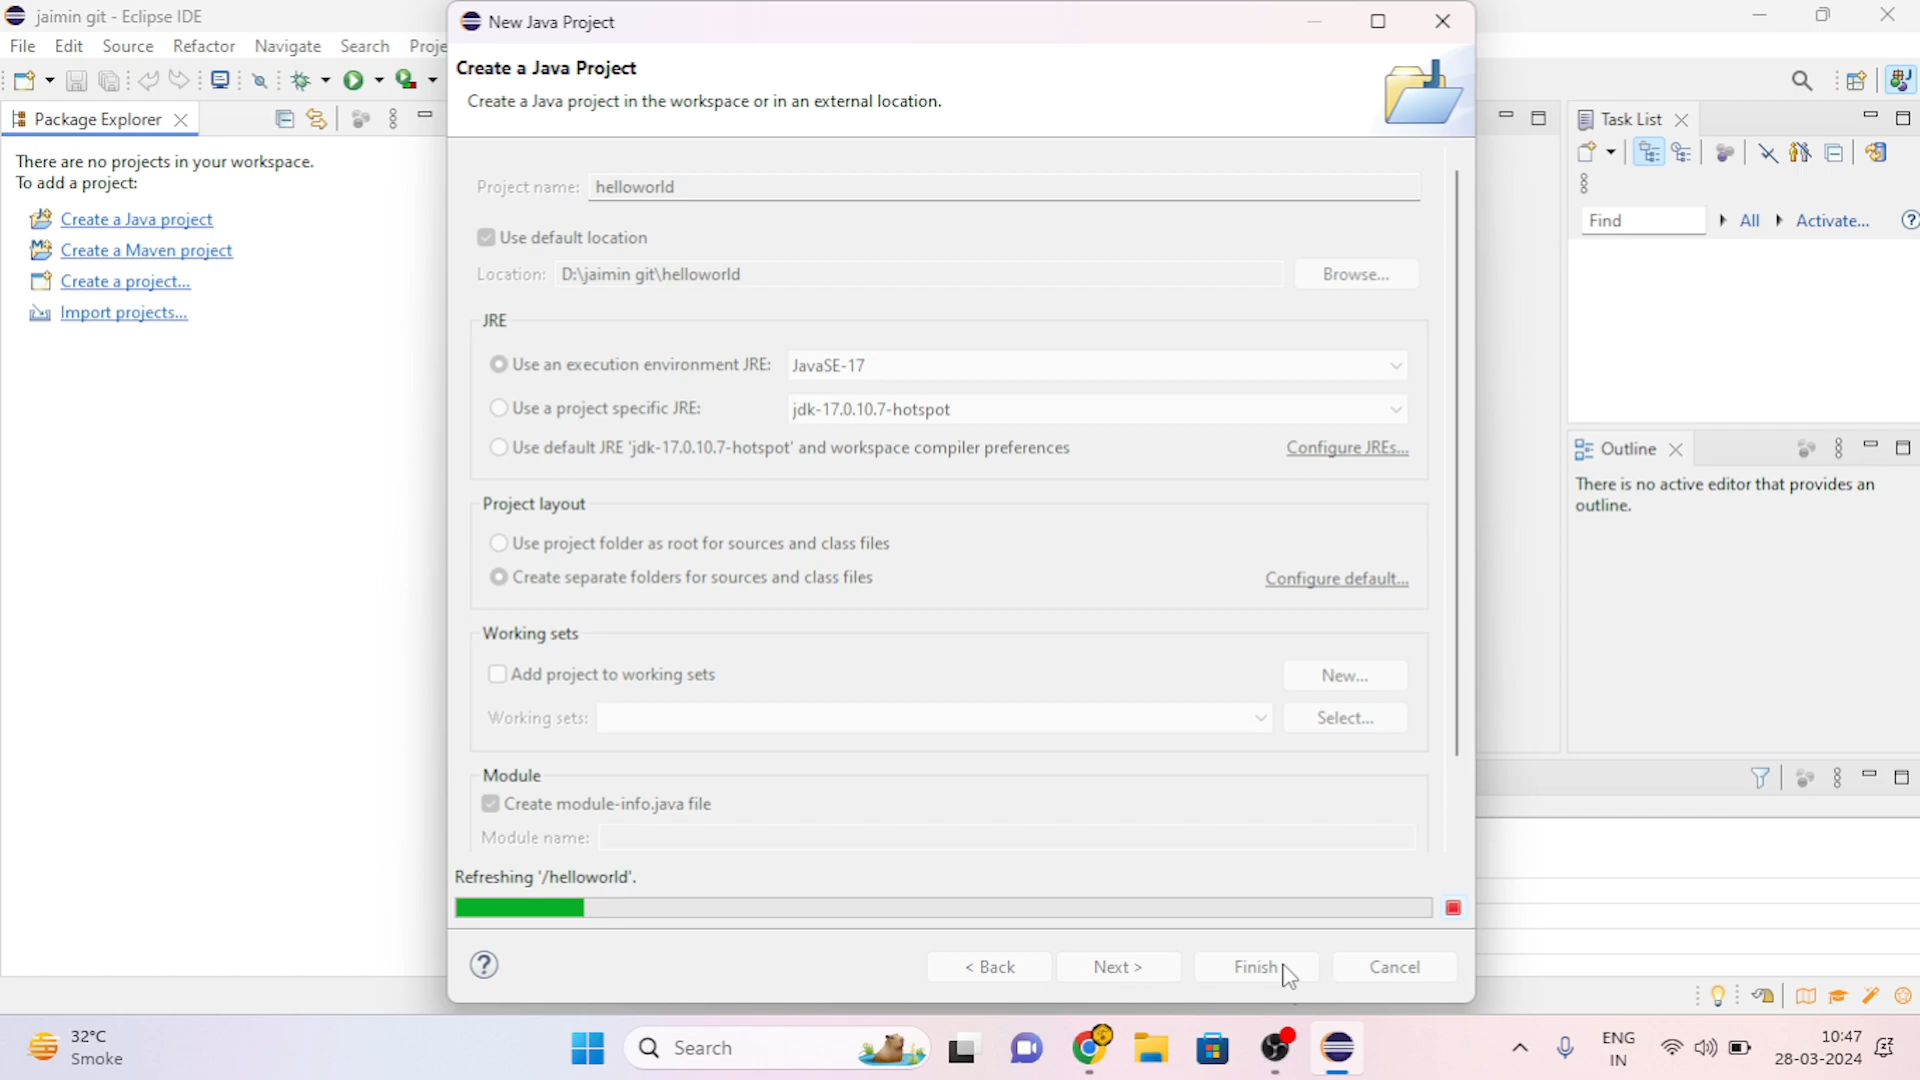 jaimin git - Eclipse IDE
File Edit Source Refactor Navigate Search Proje
Package Explorer
There are no projects in your workspace.
To add a project:
Create a Java project
Create a Maven project
Create a project...
Import projects...
New Java Project
Create a Java Project
Create a Java project in the workspace or in an external location.
Project name: helloworld
Use default location
Location: D:\jaimin git\helloworld Browse...
JRE
Use an execution environment JRE: JavaSE-17
Use a project specific JRE: jdk-17.0.10.7-hotspot
Use default JRE 'jdk-17.0.10.7-hotspot' and workspace compiler preferences Configure JREs...
Project layout
Use project folder as root for sources and class files
Create separate folders for sources and class files Configure default...
Working sets
Add project to working sets New...
Working sets: Select...
Module
Create module-info.java file
Module name:
Refreshing '/helloworld'.
< Back Next > Finish Cancel
Task List
Find All Activate...
Outline
There is no active editor that provides an
outline.
32°C
Smoke
Search
ENG
IN
10:47
28-03-2024